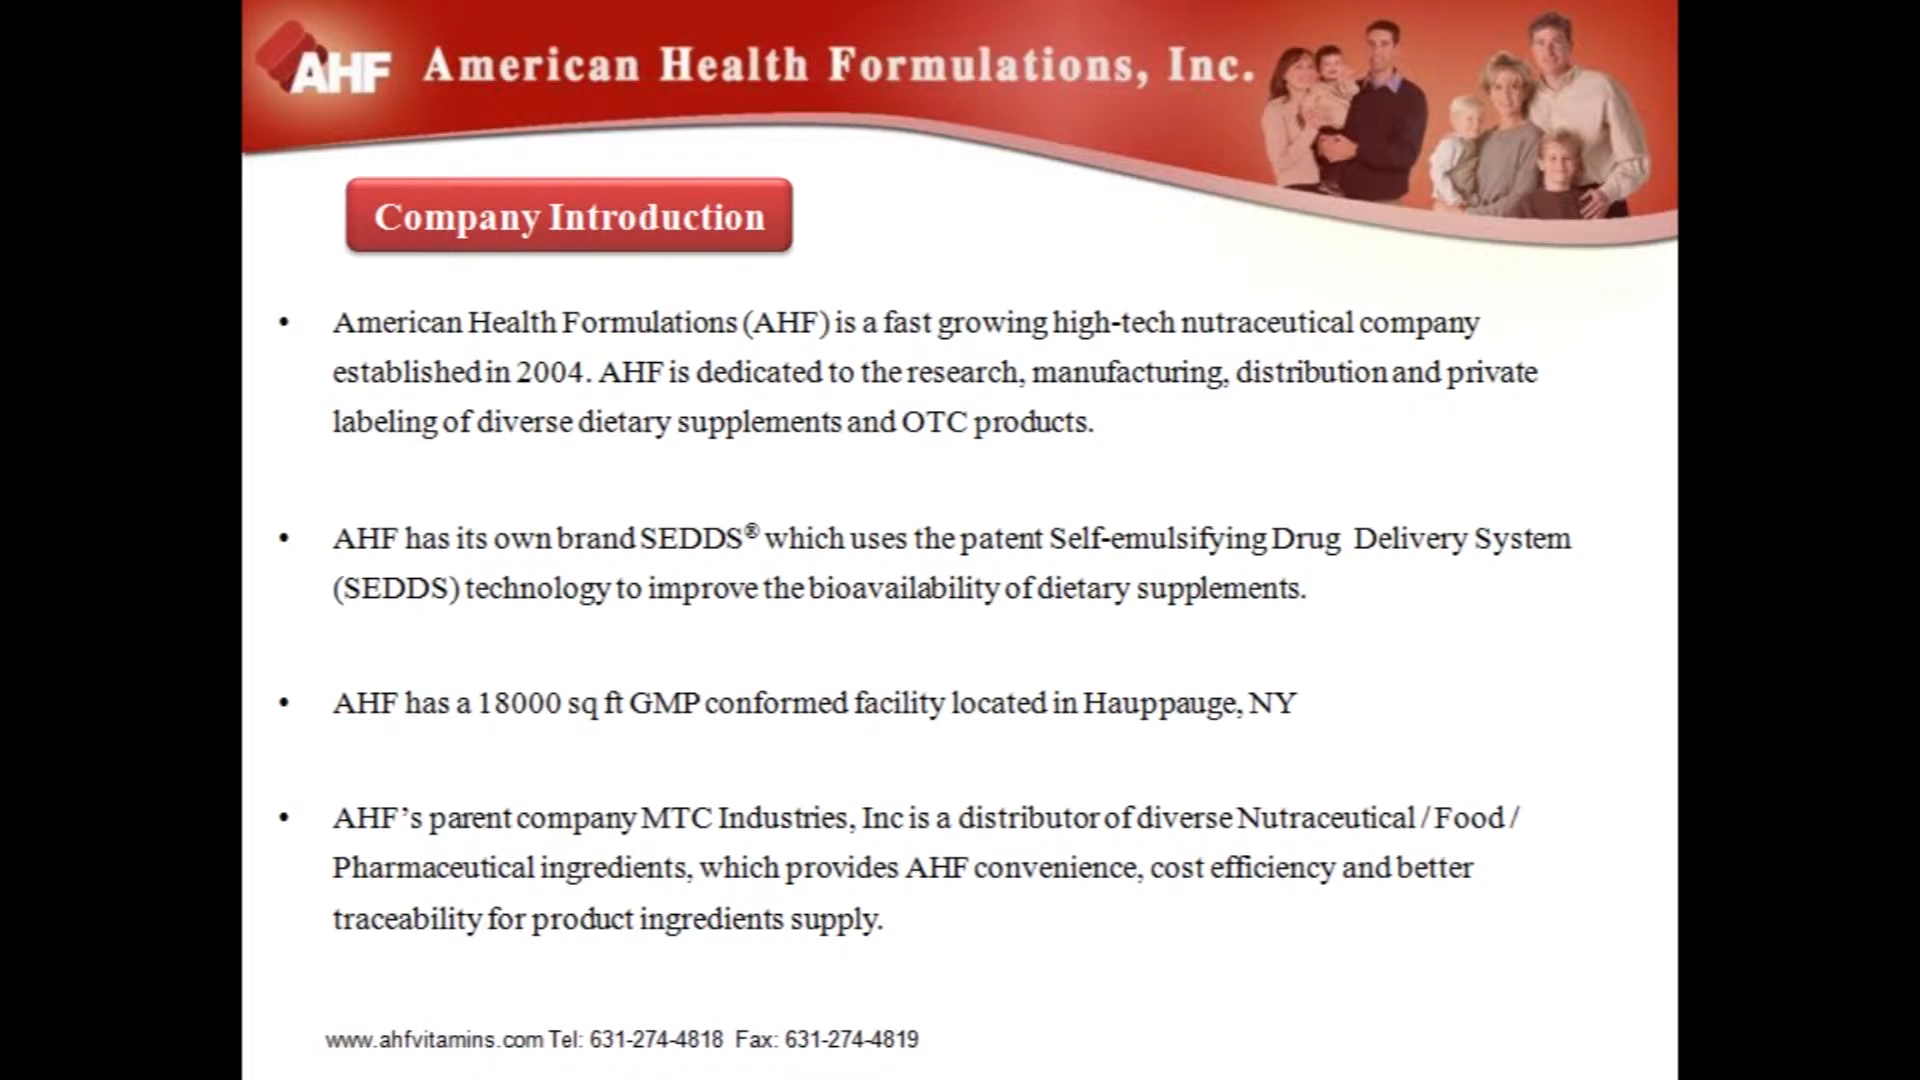 AHF American Health Formulations, Inc.
Company Introduction
• American Health Formulations (AHF) is a fast growing high-tech nutraceutical company
established in 2004. AHF is dedicated to the research, manufacturing, distribution and private
labeling of diverse dietary supplements and OTC products.
• AHF has its own brand SEDDS® which uses the patent Self-emulsifying Drug Delivery System
(SEDDS) technology to improve the bioavailability of dietary supplements.
• AHF has a 18000 sq ft GMP conformed facility located in Hauppauge, NY
• AHF’s parent company MTC Industries, Inc is a distributor of diverse Nutraceutical / Food /
Pharmaceutical ingredients, which provides AHF convenience, cost efficiency and better
traceability for product ingredients supply.
www.ahfvitamins.com Tel: 631-274-4818 Fax: 631-274-4819